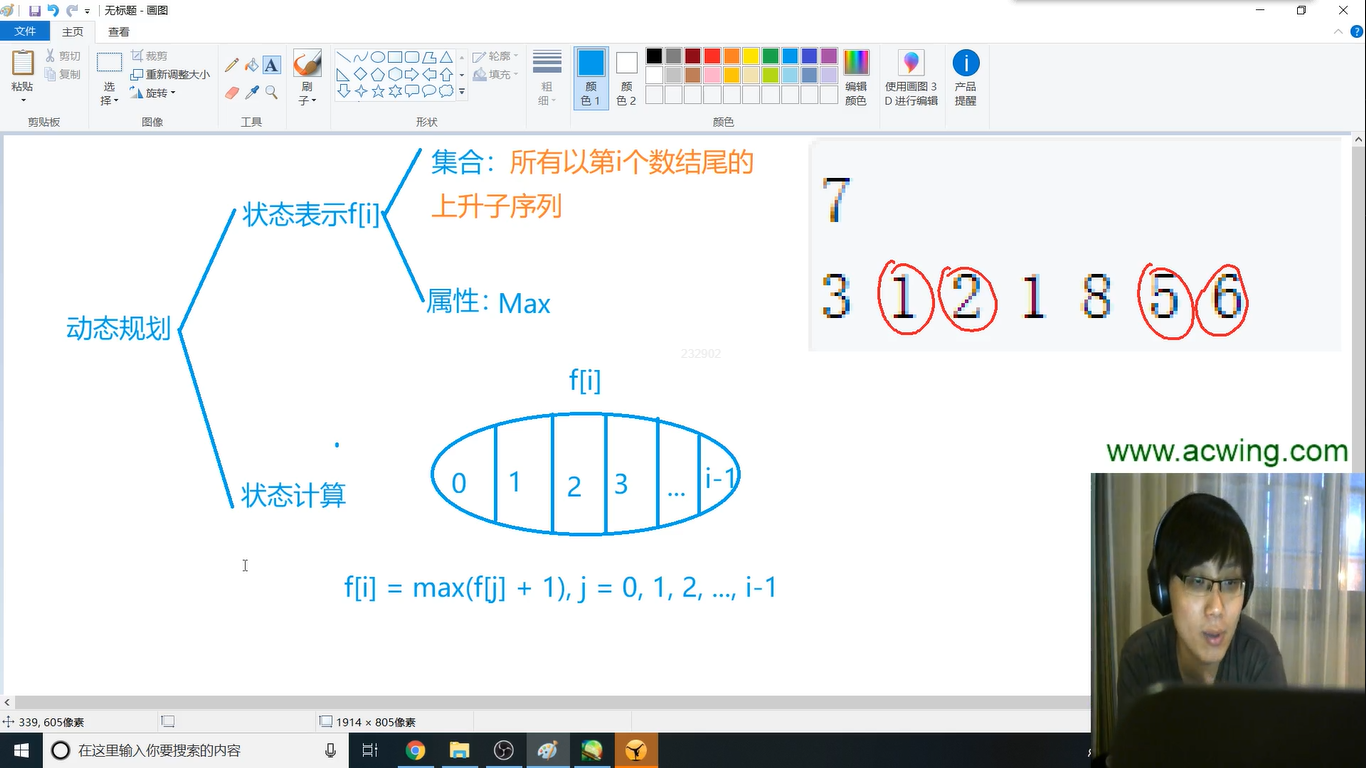 无标题 - 画图
文件 主页 查看
粘贴 剪切 复制 剪贴板
选择 裁剪 重新调整大小 旋转 图像
A 工具
刷子
轮廓 填充 形状
粗细
颜色 1 颜色 2 编辑颜色 颜色
使用画图 3D 进行编辑
产品提醒
集合：所有以第i个数结尾的
上升子序列
状态表示f[i]
属性：Max
动态规划
状态计算
7
3 1 2 1 8 5 6
232902
f[i]
0 1 2 3 ... i-1
f[i] = max(f[j] + 1), j = 0, 1, 2, ..., i-1
www.acwing.com
339, 605像素
1914 × 805像素
在这里输入你要搜索的内容